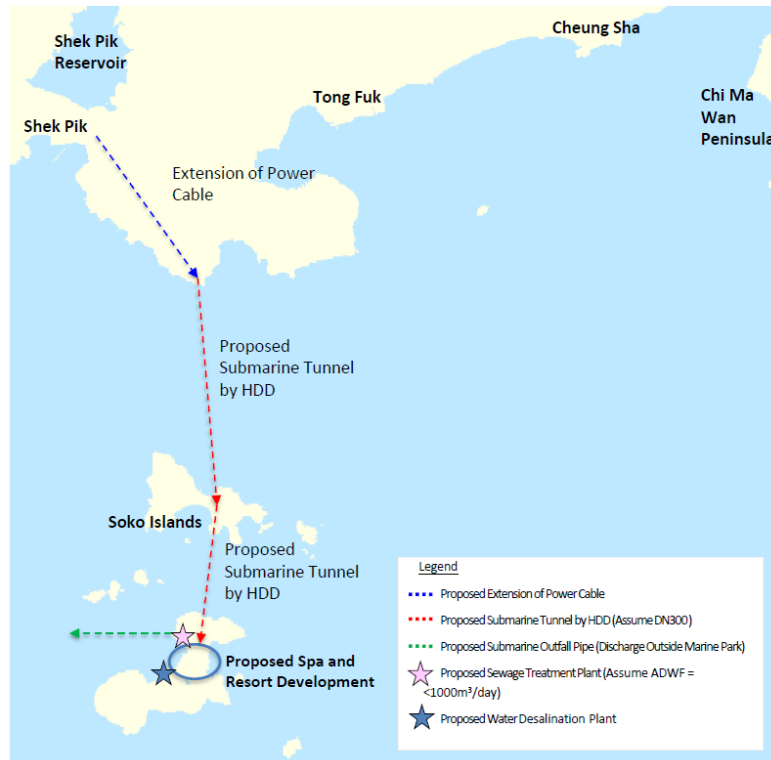 Cheung Sha
Shek Pik
Reservoir
Tong Fuk
Chi Ma
Wan
Peninsula
Shek Pik
Extension of Power
Cable
Proposed
Submarine Tunnel
by HDD
Soko Islands
Proposed
Submarine Tunnel
by HDD
Proposed Spa and
Resort Development
Legend
Proposed Extension of Power Cable
Proposed Submarine Tunnel by HDD (Assume DN300)
Proposed Submarine Outfall Pipe (Discharge Outside Marine Park)
Proposed Sewage Treatment Plant (Assume ADWF =
<1000m³/day)
Proposed Water Desalination Plant